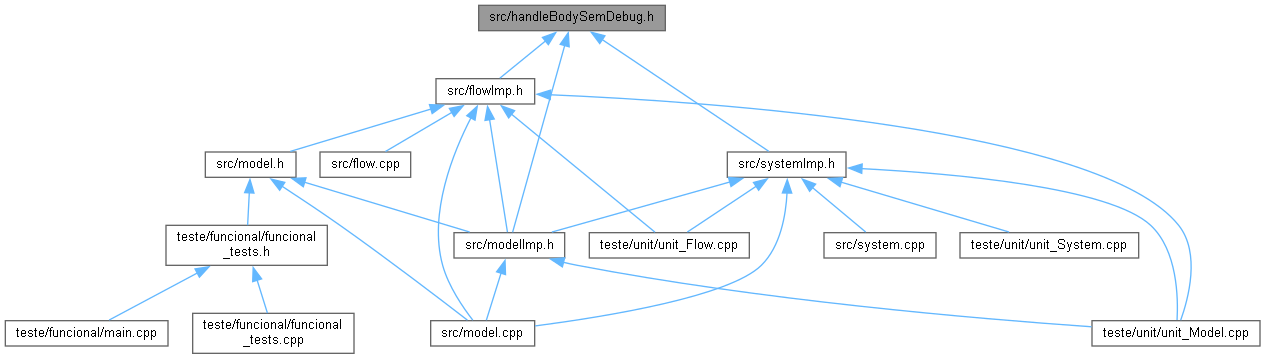 src/handleBodySemDebug.h
src/flowImp.h
src/model.h
src/flow.cpp
src/systemImp.h
teste/funcional/funcional
_tests.h
src/modelImp.h
teste/unit/unit_Flow.cpp
src/system.cpp
teste/unit/unit_System.cpp
teste/funcional/main.cpp
teste/funcional/funcional
_tests.cpp
src/model.cpp
teste/unit/unit_Model.cpp